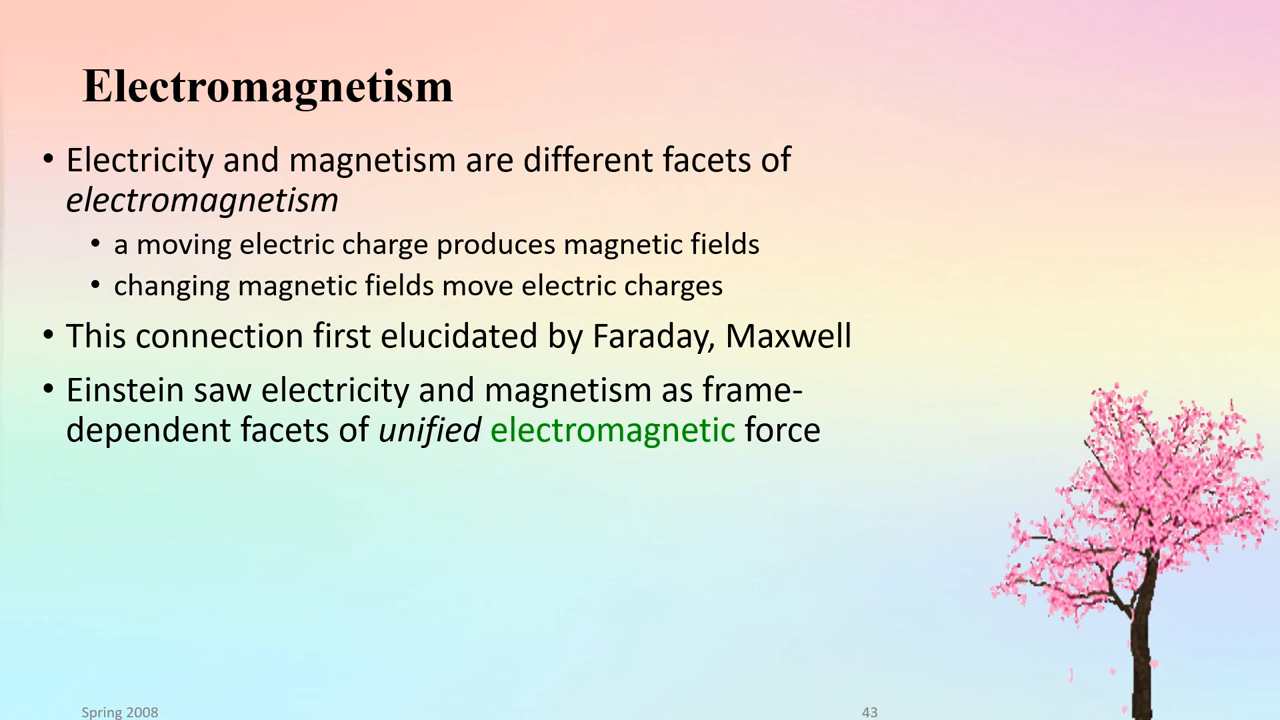 Electromagnetism
• Electricity and magnetism are different facets of
electromagnetism
• a moving electric charge produces magnetic fields
• changing magnetic fields move electric charges
• This connection first elucidated by Faraday, Maxwell
• Einstein saw electricity and magnetism as frame-
dependent facets of unified electromagnetic force
Spring 2008
43